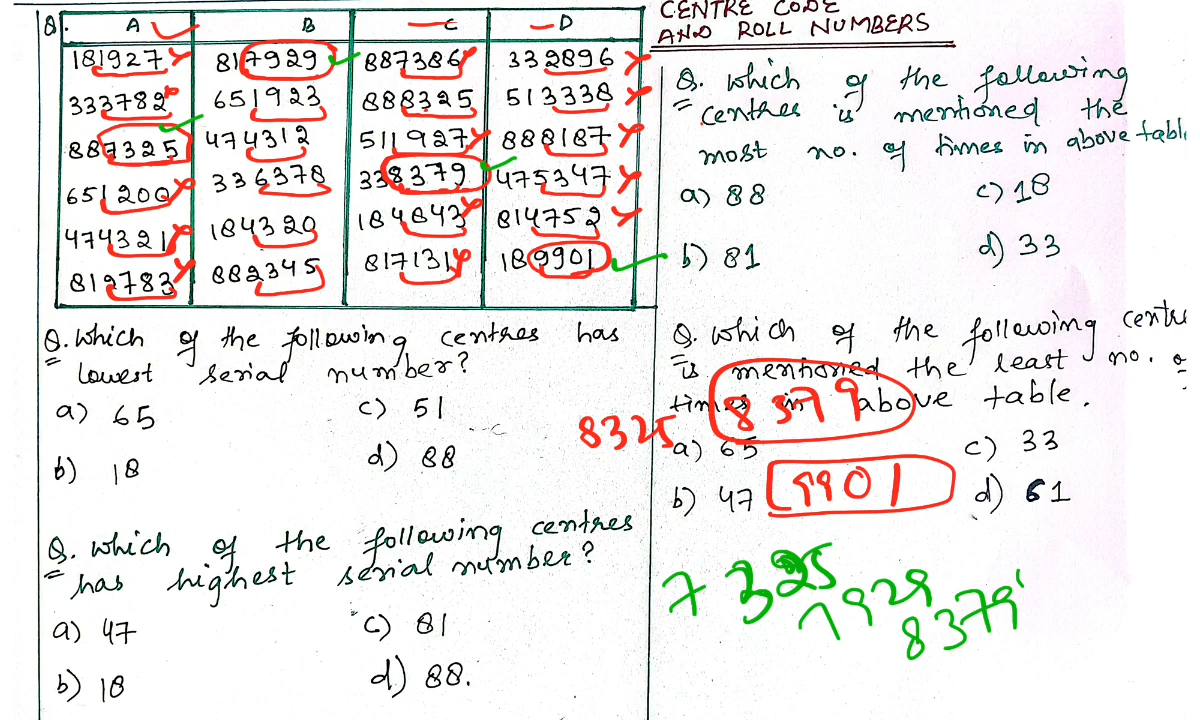 CENTRE CODE
AND ROLL NUMBERS
Q. A B C D
181927 817929 887386 332896
333782 651923 888325 513338
887325 474312 511927 888187
651200 336378 338379 475347
474321 184320 184843 814752
812783 882345 817131 189901
Q. Which of the following centres has
lowest serial number?
a) 65 c) 51
b) 18 d) 88
Q. Which of the following centres
has highest serial number?
a) 47 c) 81
b) 18 d) 88.
Q. Which of the following
centres is mentioned the
most no. of times in above table
a) 88 c) 18
b) 81 d) 33
Q. Which of the following centre
is mentioned the least no. of
times in above table.
a) 65 c) 33
b) 47 d) 61
8325
8379
9901
7325
7929
8379